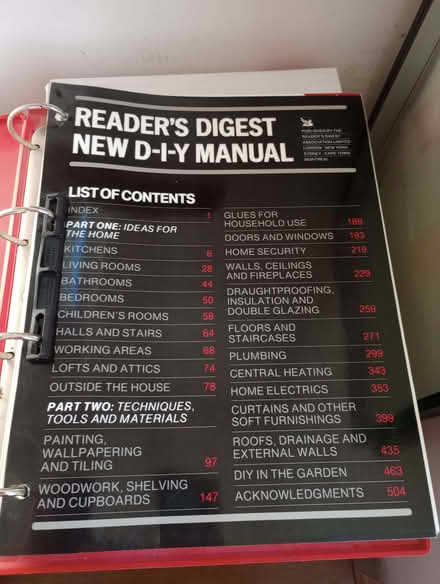 READER'S DIGEST
NEW D-I-Y MANUAL
PUBLISHED BY THE
READER'S DIGEST
ASSOCIATION LIMITED
LONDON NEW YORK
SYDNEY CAPE TOWN
MONTREAL
LIST OF CONTENTS
INDEX 1
PART ONE: IDEAS FOR
THE HOME
KITCHENS 6
LIVING ROOMS 28
BATHROOMS 44
BEDROOMS 50
CHILDREN'S ROOMS 58
HALLS AND STAIRS 64
WORKING AREAS 68
LOFTS AND ATTICS 74
OUTSIDE THE HOUSE 78
PART TWO: TECHNIQUES,
TOOLS AND MATERIALS
PAINTING,
WALLPAPERING
AND TILING 97
WOODWORK, SHELVING
AND CUPBOARDS 147
GLUES FOR
HOUSEHOLD USE 188
DOORS AND WINDOWS 193
HOME SECURITY 218
WALLS, CEILINGS
AND FIREPLACES 229
DRAUGHTPROOFING,
INSULATION AND
DOUBLE GLAZING 259
FLOORS AND
STAIRCASES 271
PLUMBING 299
CENTRAL HEATING 343
HOME ELECTRICS 353
CURTAINS AND OTHER
SOFT FURNISHINGS 399
ROOFS, DRAINAGE AND
EXTERNAL WALLS 435
DIY IN THE GARDEN 463
ACKNOWLEDGMENTS 504